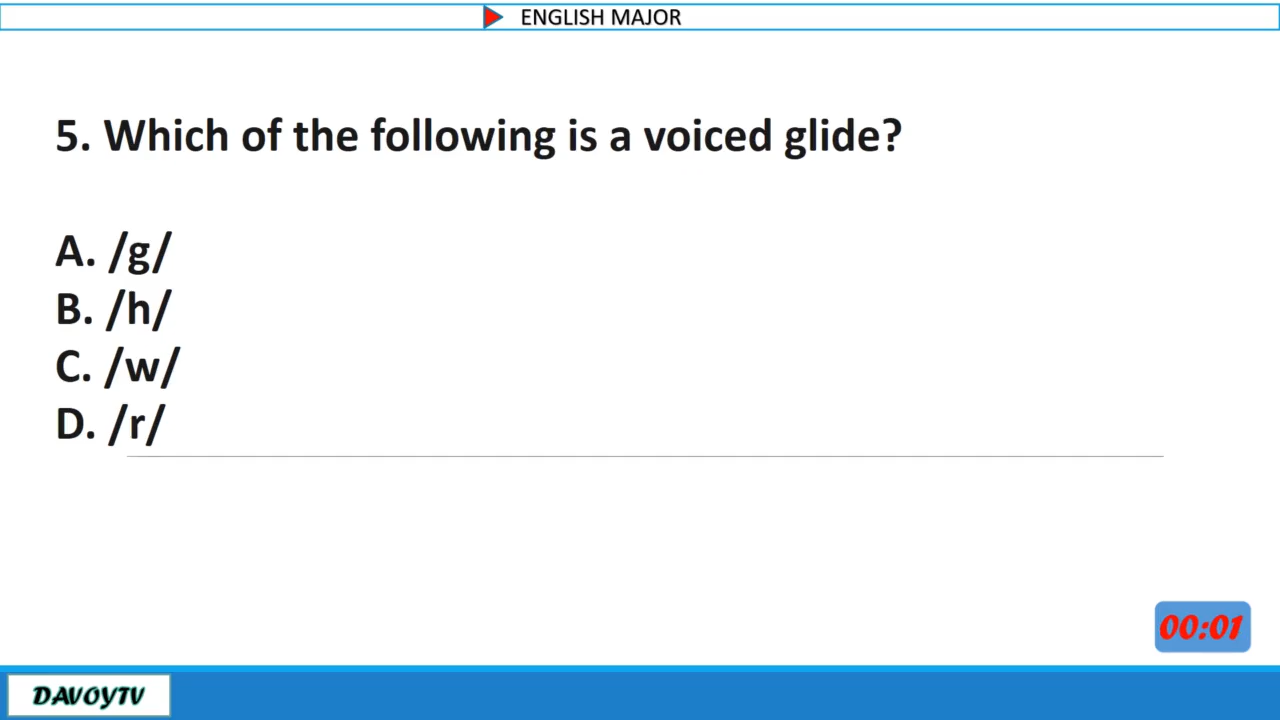 ENGLISH MAJOR
5. Which of the following is a voiced glide?
A. /g/
B. /h/
C. /w/
D. /r/
00:01
DAVOYTV